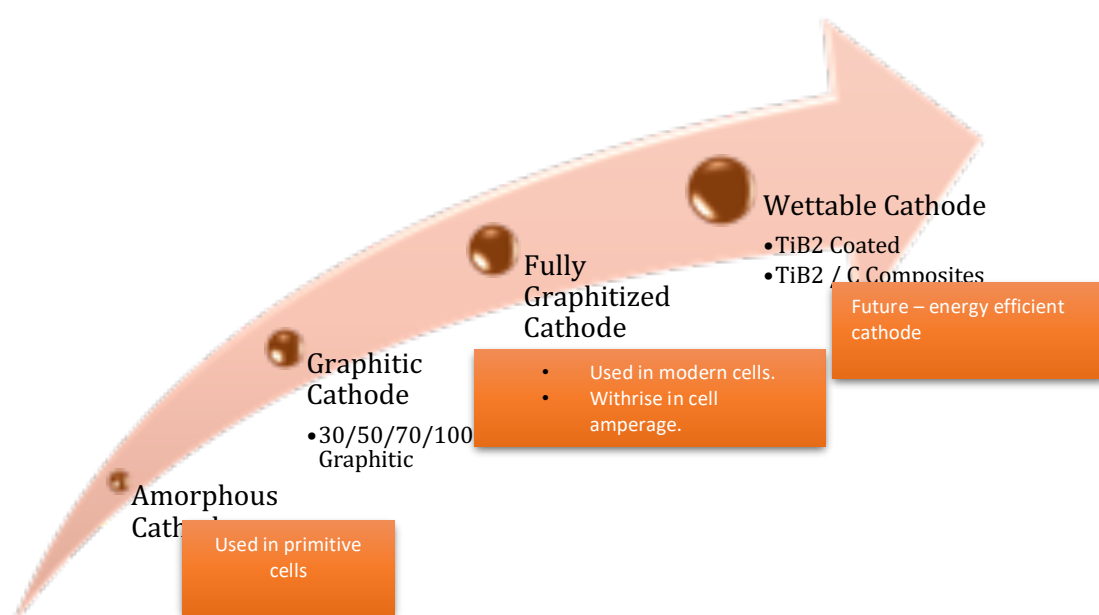 Wettable Cathode
•TiB2 Coated
•TiB2 / C Composites
Future – energy efficient
cathode
Fully
Graphitized
Cathode
• Used in modern cells.
• Withrise in cell
amperage.
Graphitic
Cathode
•30/50/70/100
Graphitic
Amorphous
Used in primitive
cells